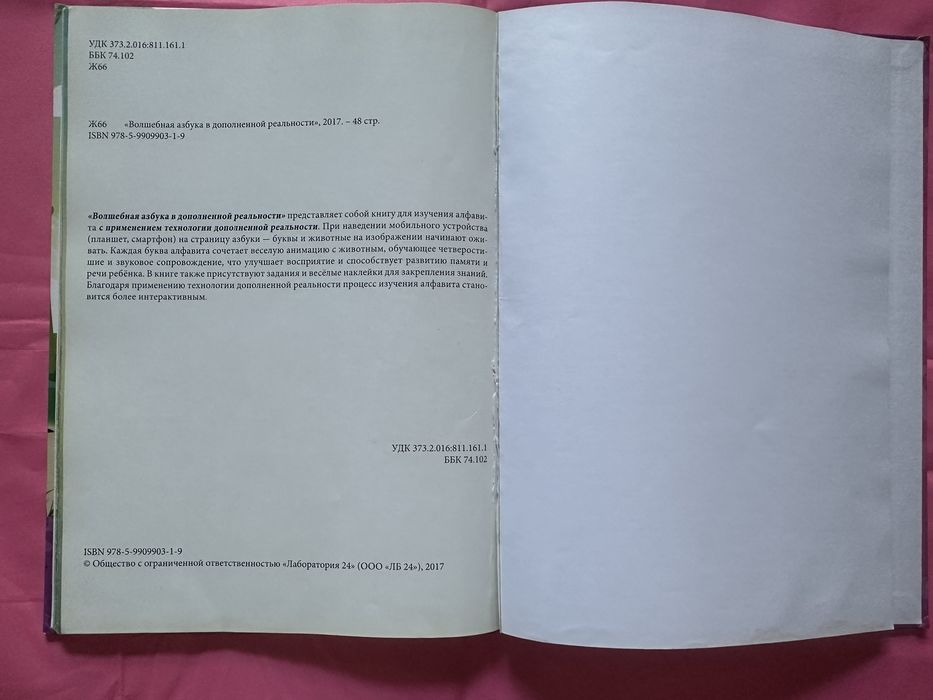 УДК 373.2.016:811.161.1
ББК 74.102
Ж66
Ж66 «Волшебная азбука в дополненной реальности», 2017. – 48 стр.
ISBN 978-5-9909903-1-9
«Волшебная азбука в дополненной реальности» представляет собой книгу для изучения алфави-
та с применением технологии дополненной реальности. При наведении мобильного устройства
(планшет, смартфон) на страницу азбуки — буквы и животные на изображении начинают ожи-
вать. Каждая буква алфавита сочетает веселую анимацию с животным, обучающее четверости-
шие и звуковое сопровождение, что улучшает восприятие и способствует развитию памяти и
речи ребёнка. В книге также присутствуют задания и весёлые наклейки для закрепления знаний.
Благодаря применению технологии дополненной реальности процесс изучения алфавита стано-
вится более интерактивным.
УДК 373.2.016:811.161.1
ББК 74.102
ISBN 978-5-9909903-1-9
© Общество с ограниченной ответственностью «Лаборатория 24» (ООО «ЛБ 24»), 2017